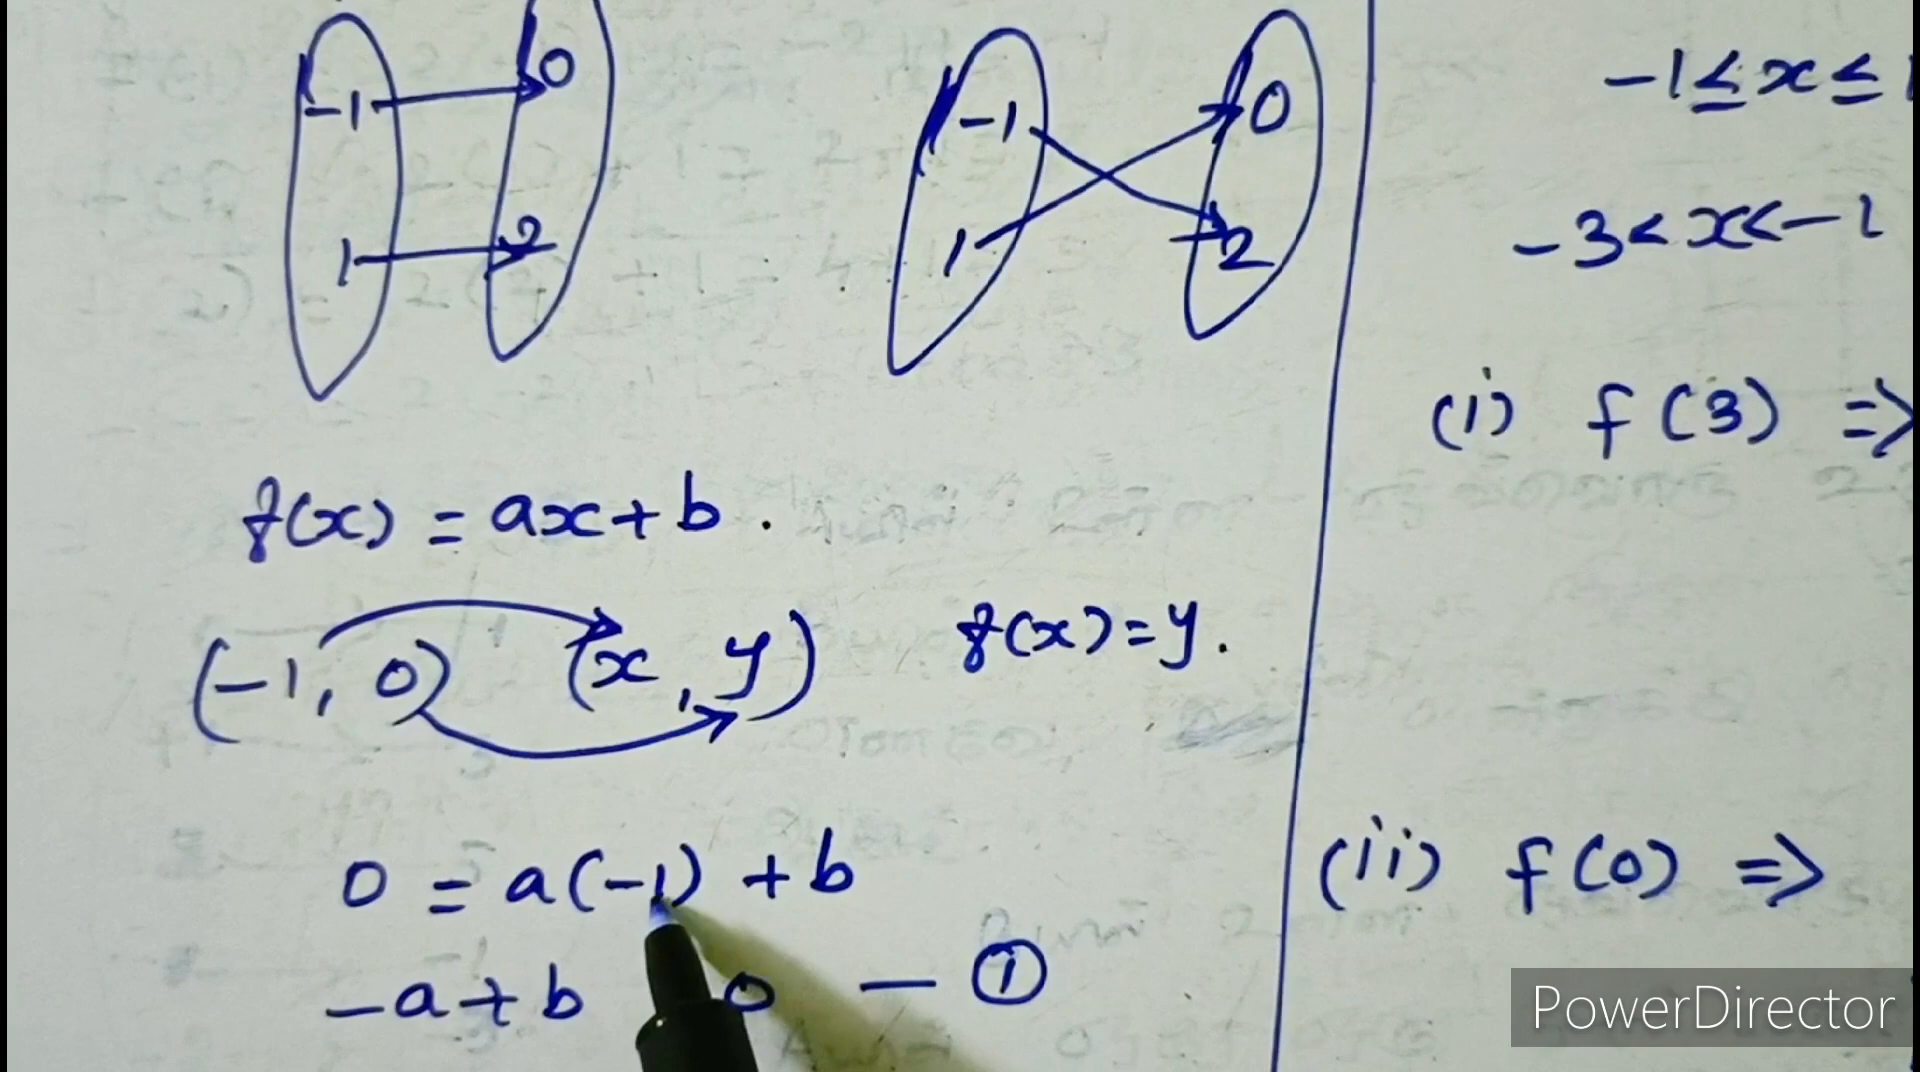 -1 0
1 2
-1 0
1 2
f(x) = ax + b .
(-1, 0) (x, y) f(x) = y .
0 = a(-1) + b
-a + b 0 — ①
-1 ≤ x ≤ 1
-3 < x < -1
(i) f(3) ⇒
(ii) f(0) ⇒
PowerDirector